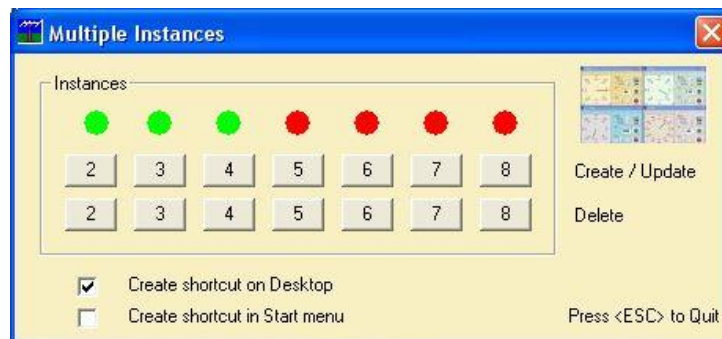 Multiple Instances
Instances
2 3 4 5 6 7 8 Create / Update
2 3 4 5 6 7 8 Delete
Create shortcut on Desktop
Create shortcut in Start menu Press <ESC> to Quit